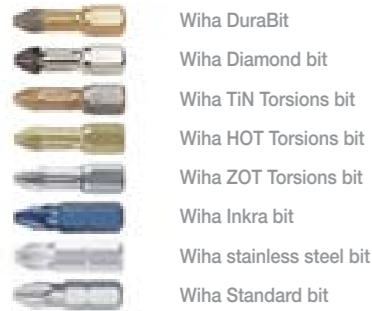 Wiha DuraBit
Wiha Diamond bit
Wiha TiN Torsions bit
Wiha HOT Torsions bit
Wiha ZOT Torsions bit
Wiha Inkra bit
Wiha stainless steel bit
Wiha Standard bit